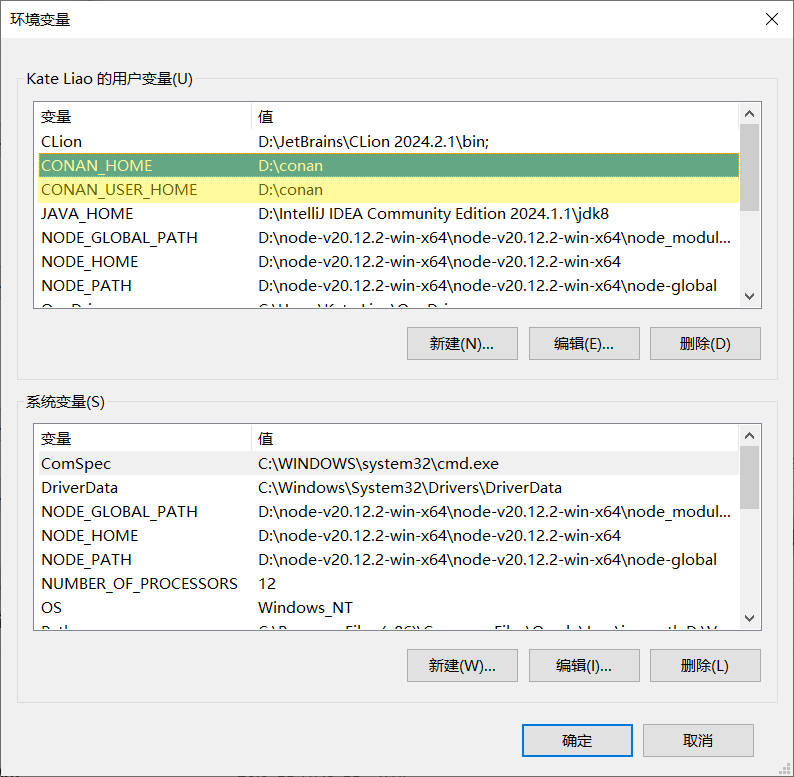 环境变量
Kate Liao 的用户变量(U)
变量 值
CLion D:\JetBrains\CLion 2024.2.1\bin;
CONAN_HOME D:\conan
CONAN_USER_HOME D:\conan
JAVA_HOME D:\IntelliJ IDEA Community Edition 2024.1.1\jdk8
NODE_GLOBAL_PATH D:\node-v20.12.2-win-x64\node-v20.12.2-win-x64\node_modul...
NODE_HOME D:\node-v20.12.2-win-x64\node-v20.12.2-win-x64
NODE_PATH D:\node-v20.12.2-win-x64\node-v20.12.2-win-x64\node-global
新建(N)... 编辑(E)... 删除(D)
系统变量(S)
变量 值
ComSpec C:\WINDOWS\system32\cmd.exe
DriverData C:\Windows\System32\Drivers\DriverData
NODE_GLOBAL_PATH D:\node-v20.12.2-win-x64\node-v20.12.2-win-x64\node_modul...
NODE_HOME D:\node-v20.12.2-win-x64\node-v20.12.2-win-x64
NODE_PATH D:\node-v20.12.2-win-x64\node-v20.12.2-win-x64\node-global
NUMBER_OF_PROCESSORS 12
OS Windows_NT
新建(W)... 编辑(I)... 删除(L)
确定 取消